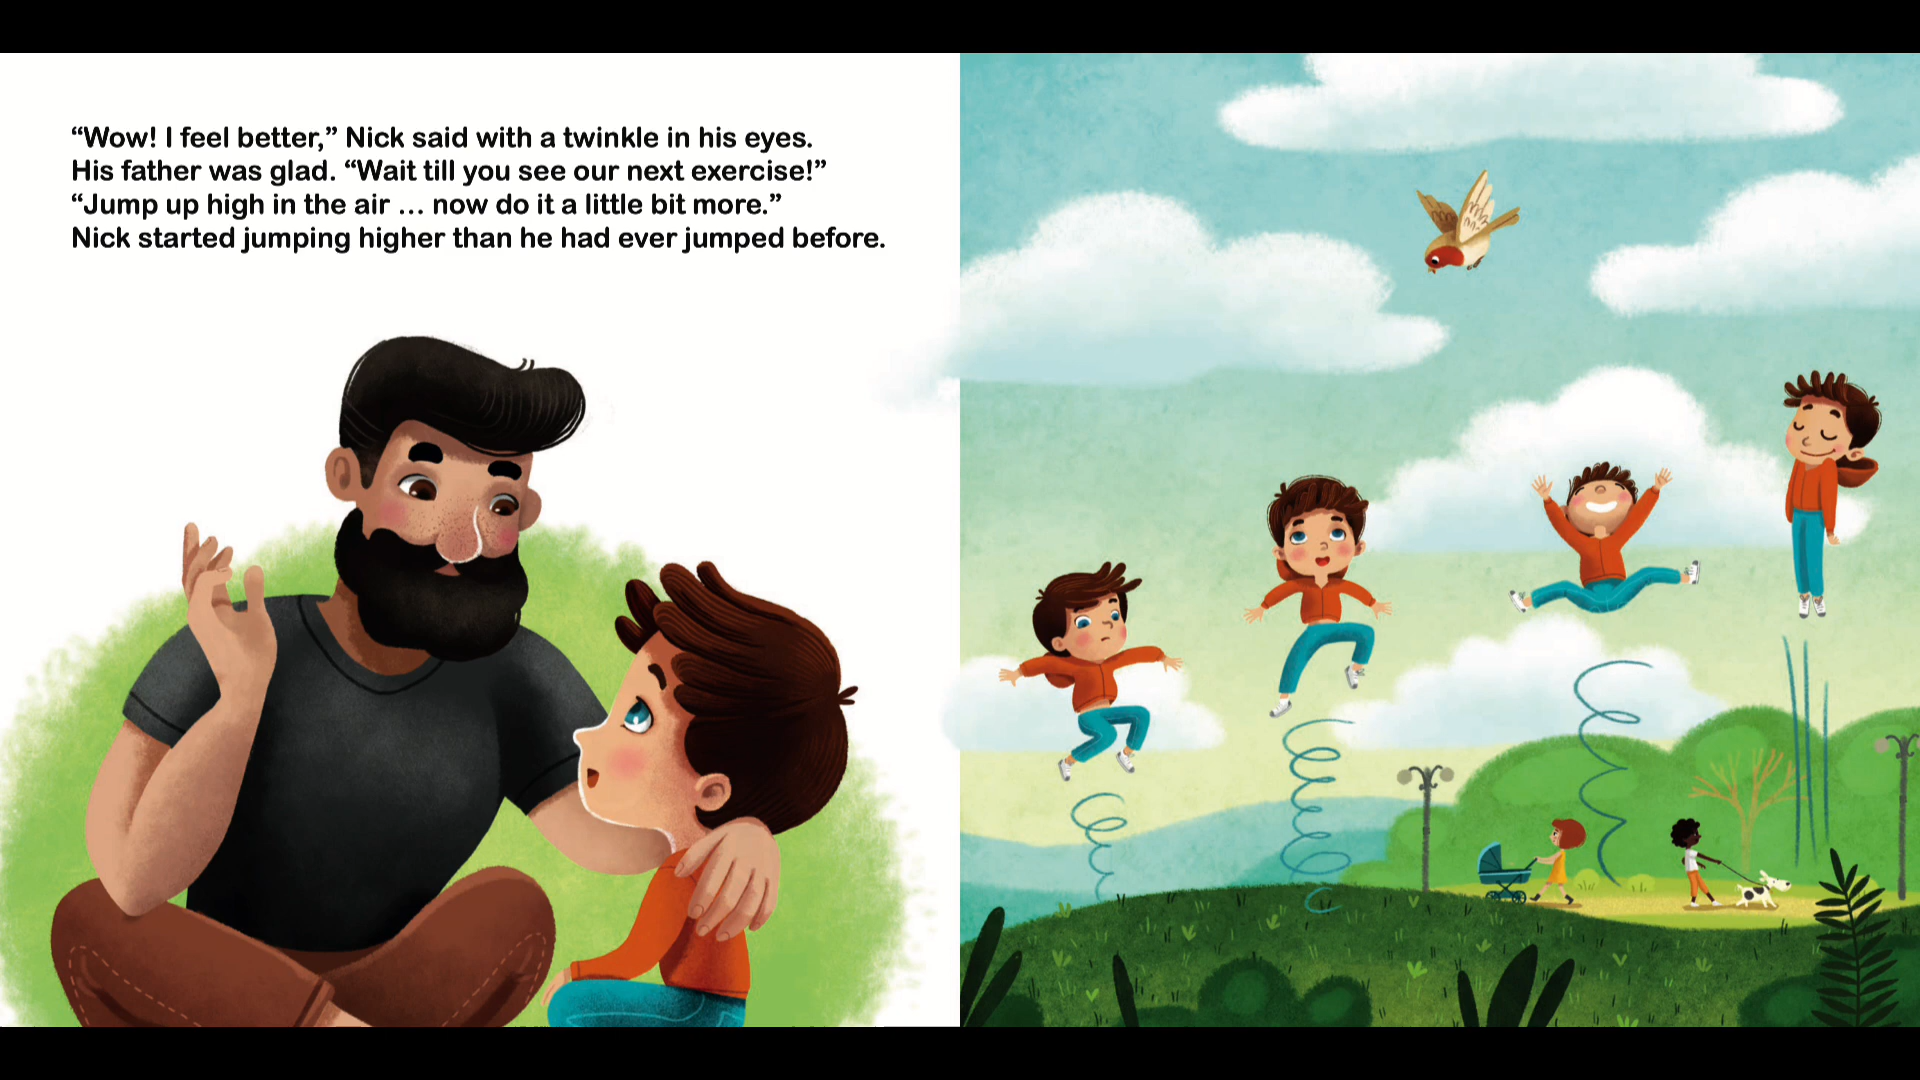 “Wow! I feel better,” Nick said with a twinkle in his eyes.
His father was glad. “Wait till you see our next exercise!”
“Jump up high in the air … now do it a little bit more.”
Nick started jumping higher than he had ever jumped before.